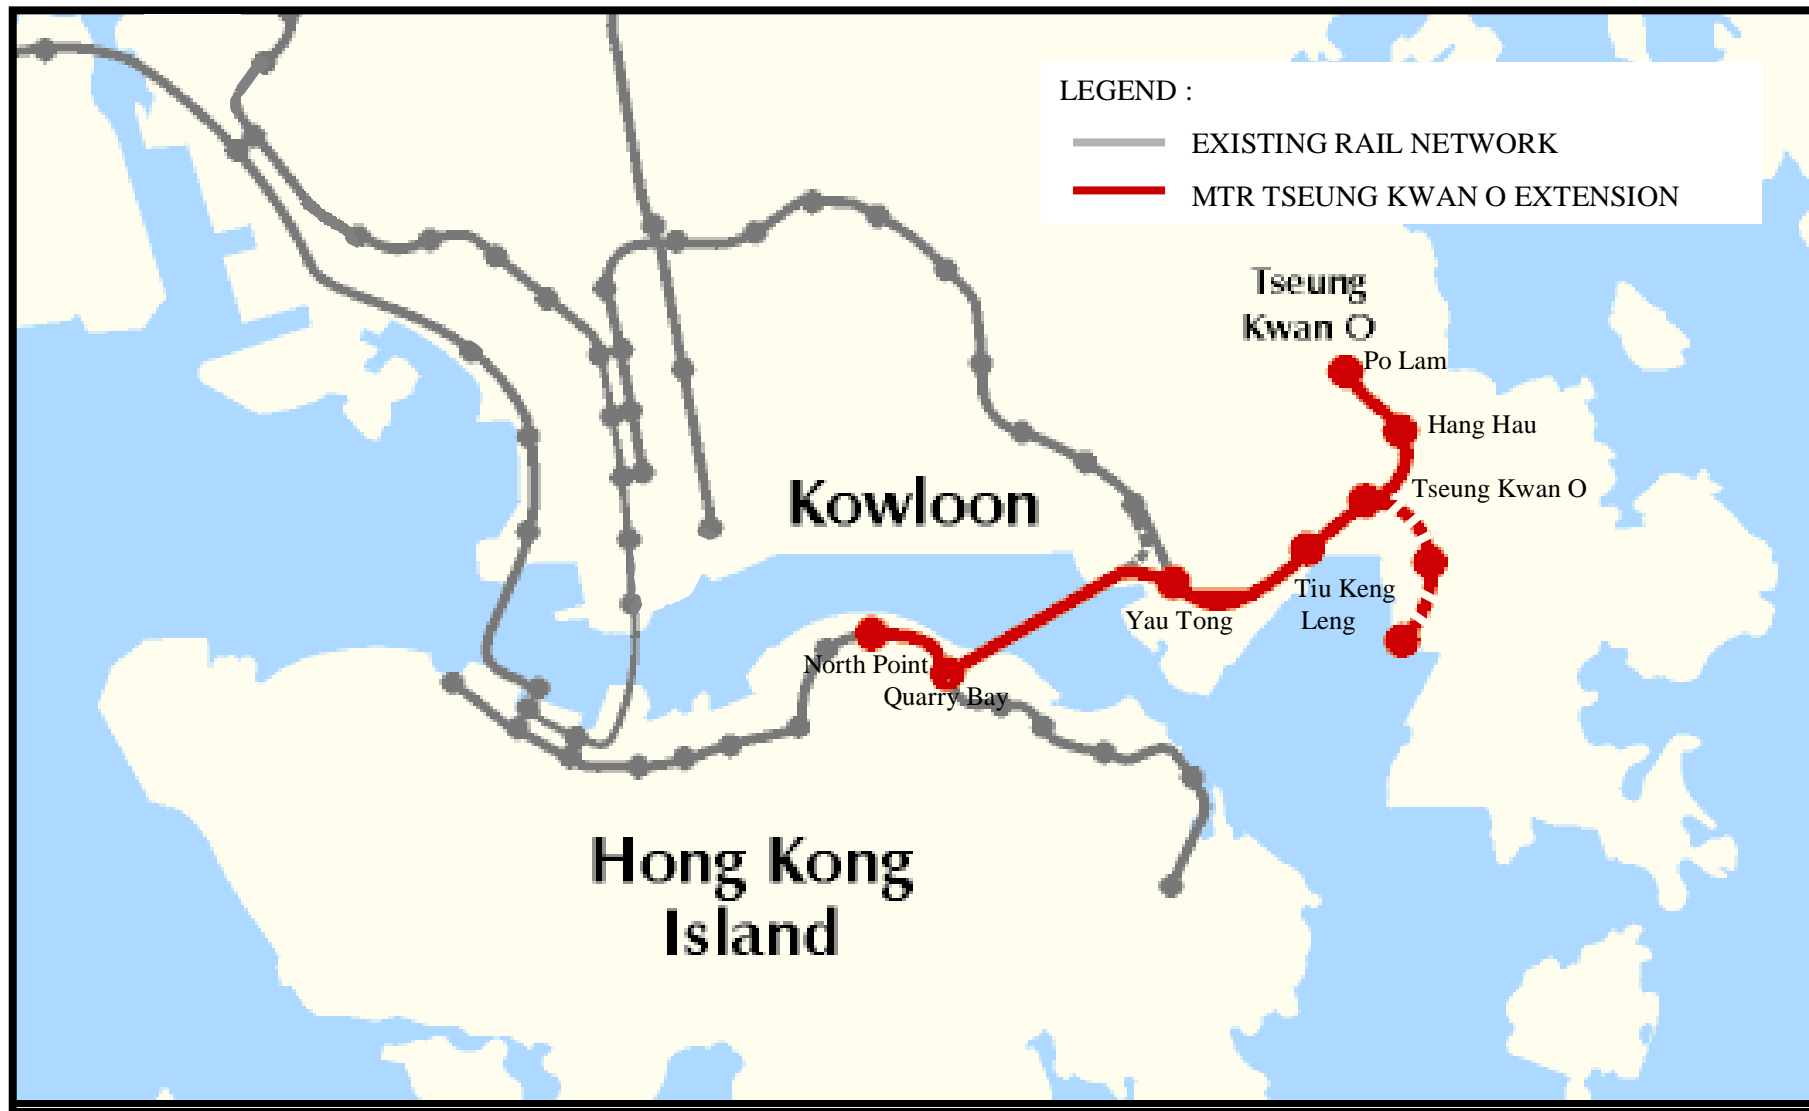 LEGEND :
EXISTING RAIL NETWORK
MTR TSEUNG KWAN O EXTENSION
Tseung
Kwan O
Po Lam
Hang Hau
Tseung Kwan O
Kowloon
Tiu Keng
Leng
Yau Tong
North Point
Quarry Bay
Hong Kong
Island